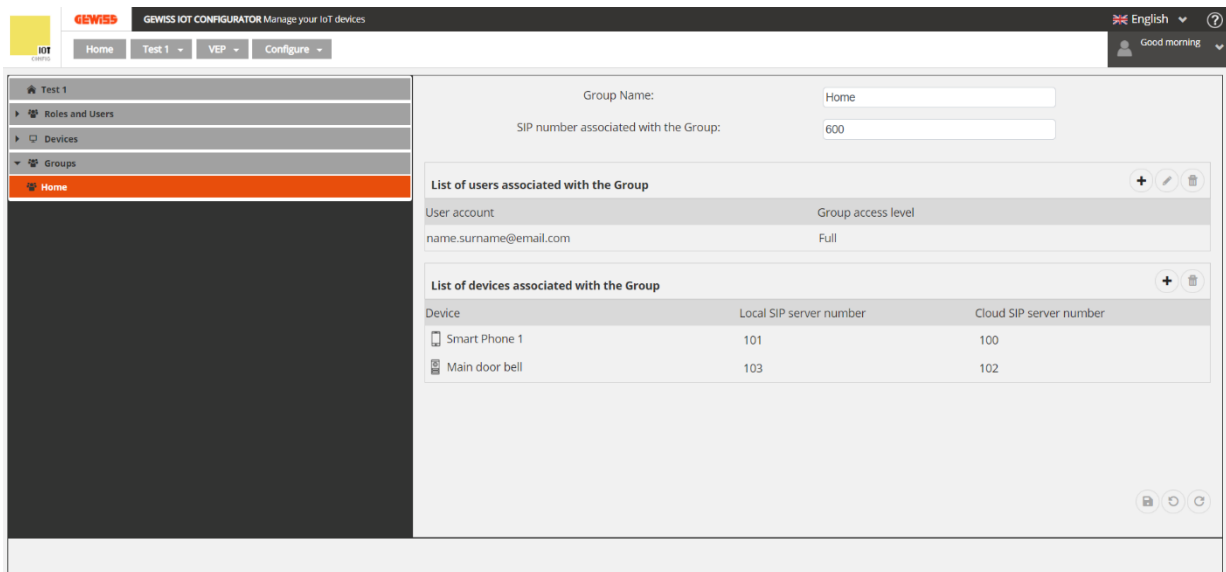 GEWISS GEWISS IOT CONFIGURATOR Manage your IoT devices English ?
IOT
CONFIG
Home Test 1 VEP Configure Good morning
Test 1
Roles and Users
Devices
Groups
Home
Group Name: Home
SIP number associated with the Group: 600
List of users associated with the Group
User account Group access level
name.surname@email.com Full
List of devices associated with the Group
Device Local SIP server number Cloud SIP server number
Smart Phone 1 101 100
Main door bell 103 102